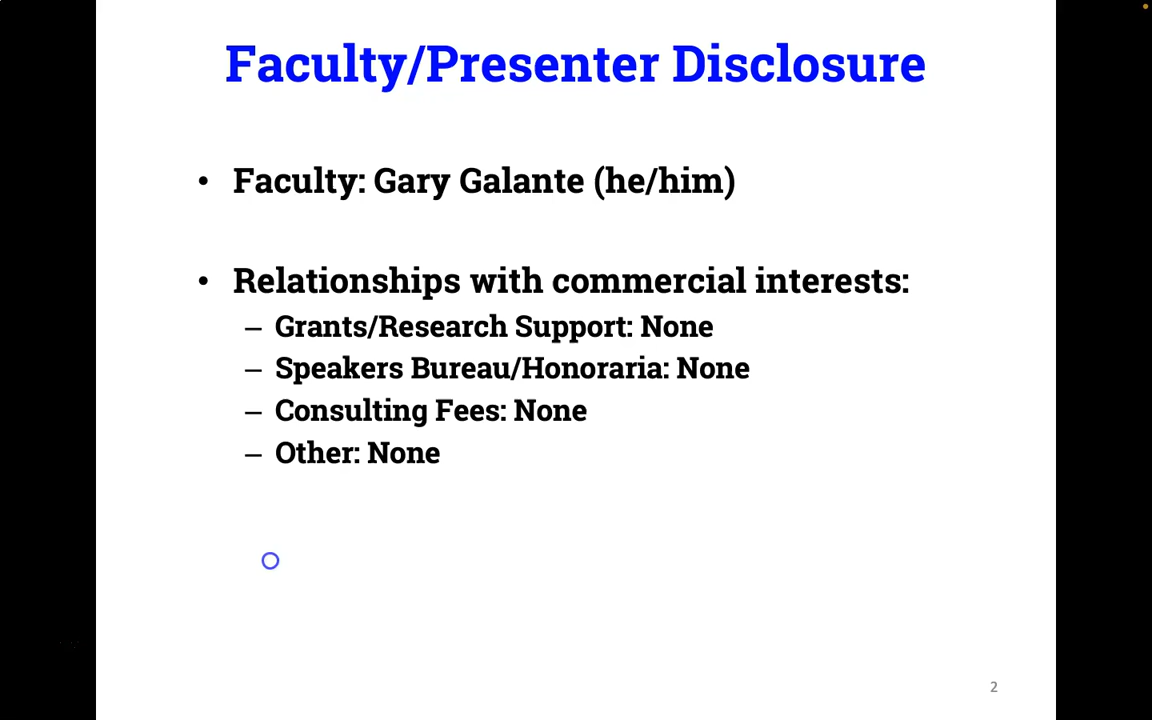 Faculty/Presenter Disclosure
• Faculty: Gary Galante (he/him)
• Relationships with commercial interests:
– Grants/Research Support: None
– Speakers Bureau/Honoraria: None
– Consulting Fees: None
– Other: None
2